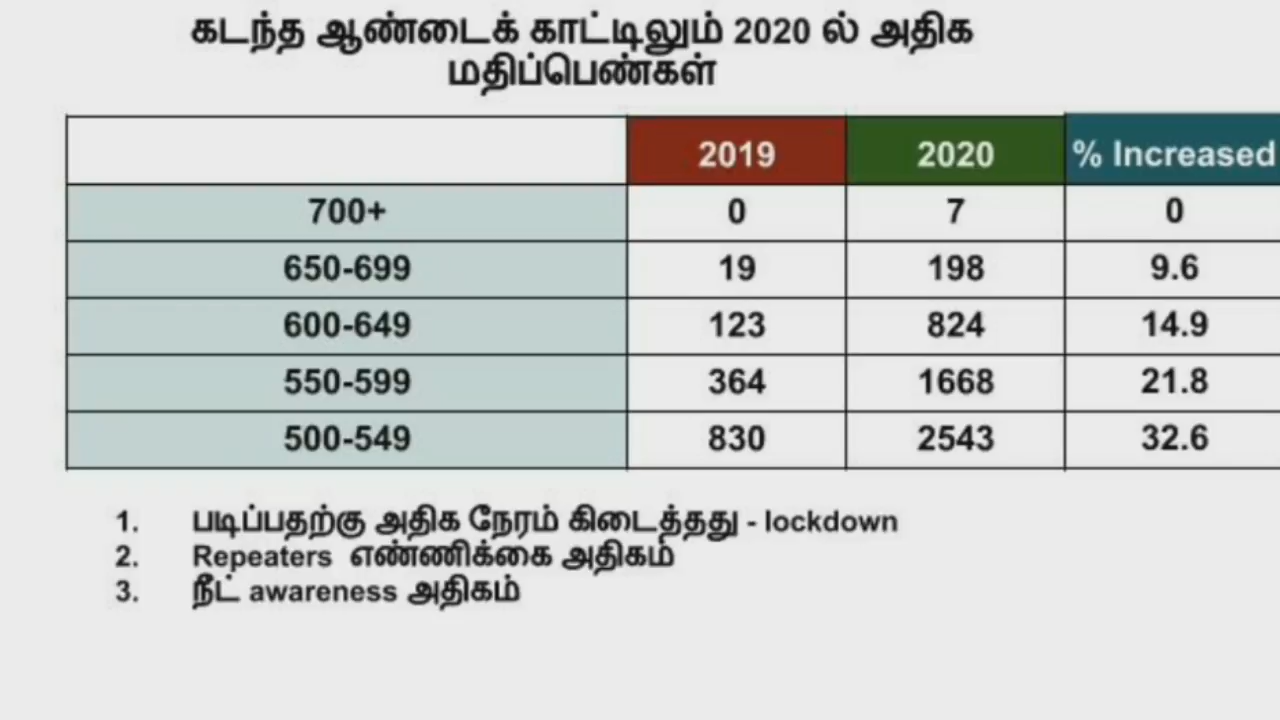 கடந்த ஆண்டைக் காட்டிலும் 2020 ல் அதிக
மதிப்பெண்கள்
2019 2020 % Increased
700+ 0 7 0
650-699 19 198 9.6
600-649 123 824 14.9
550-599 364 1668 21.8
500-549 830 2543 32.6
1. படிப்பதற்கு அதிக நேரம் கிடைத்தது - lockdown
2. Repeaters எண்ணிக்கை அதிகம்
3. நீட் awareness அதிகம்